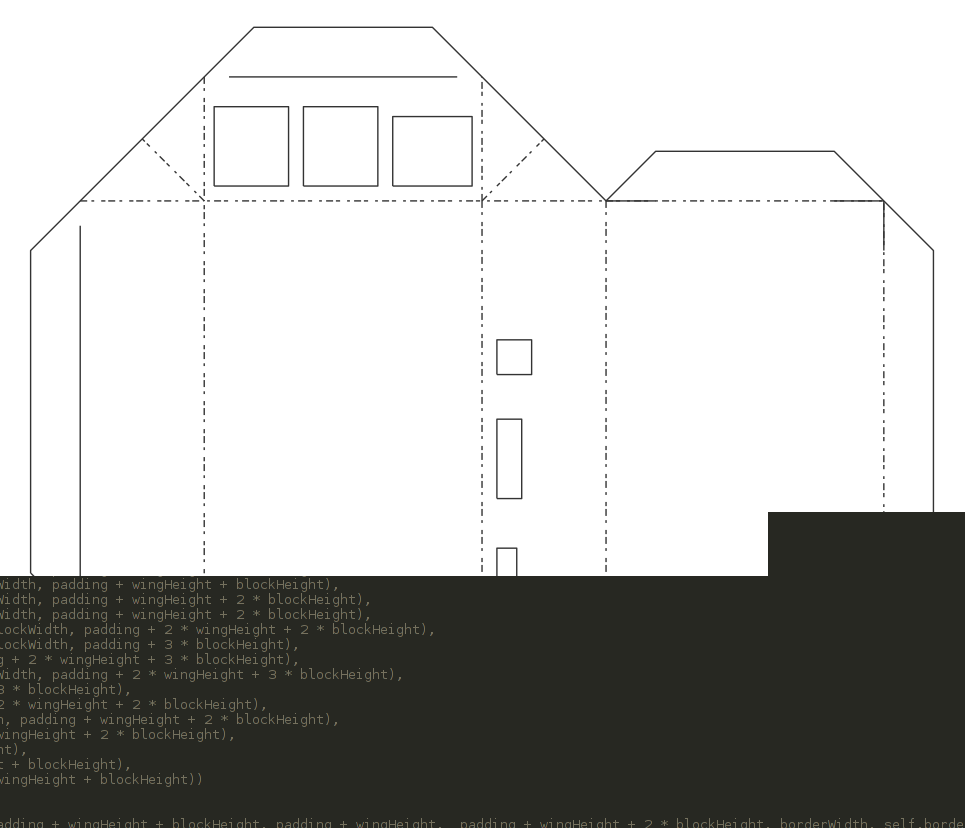 Width, padding + wingHeight + blockHeight),
Width, padding + wingHeight + 2 * blockHeight),
Width, padding + wingHeight + 2 * blockHeight),
lockWidth, padding + 2 * wingHeight + 2 * blockHeight),
lockWidth, padding + 3 * blockHeight),
g + 2 * wingHeight + 3 * blockHeight),
Width, padding + 2 * wingHeight + 3 * blockHeight),
3 * blockHeight),
2 * wingHeight + 2 * blockHeight),
h, padding + wingHeight + 2 * blockHeight),
wingHeight + 2 * blockHeight),
ht),
t + blockHeight),
wingHeight + blockHeight))
adding + wingHeight + blockHeight, padding + wingHeight, padding + wingHeight + 2 * blockHeight, borderWidth, self.borde